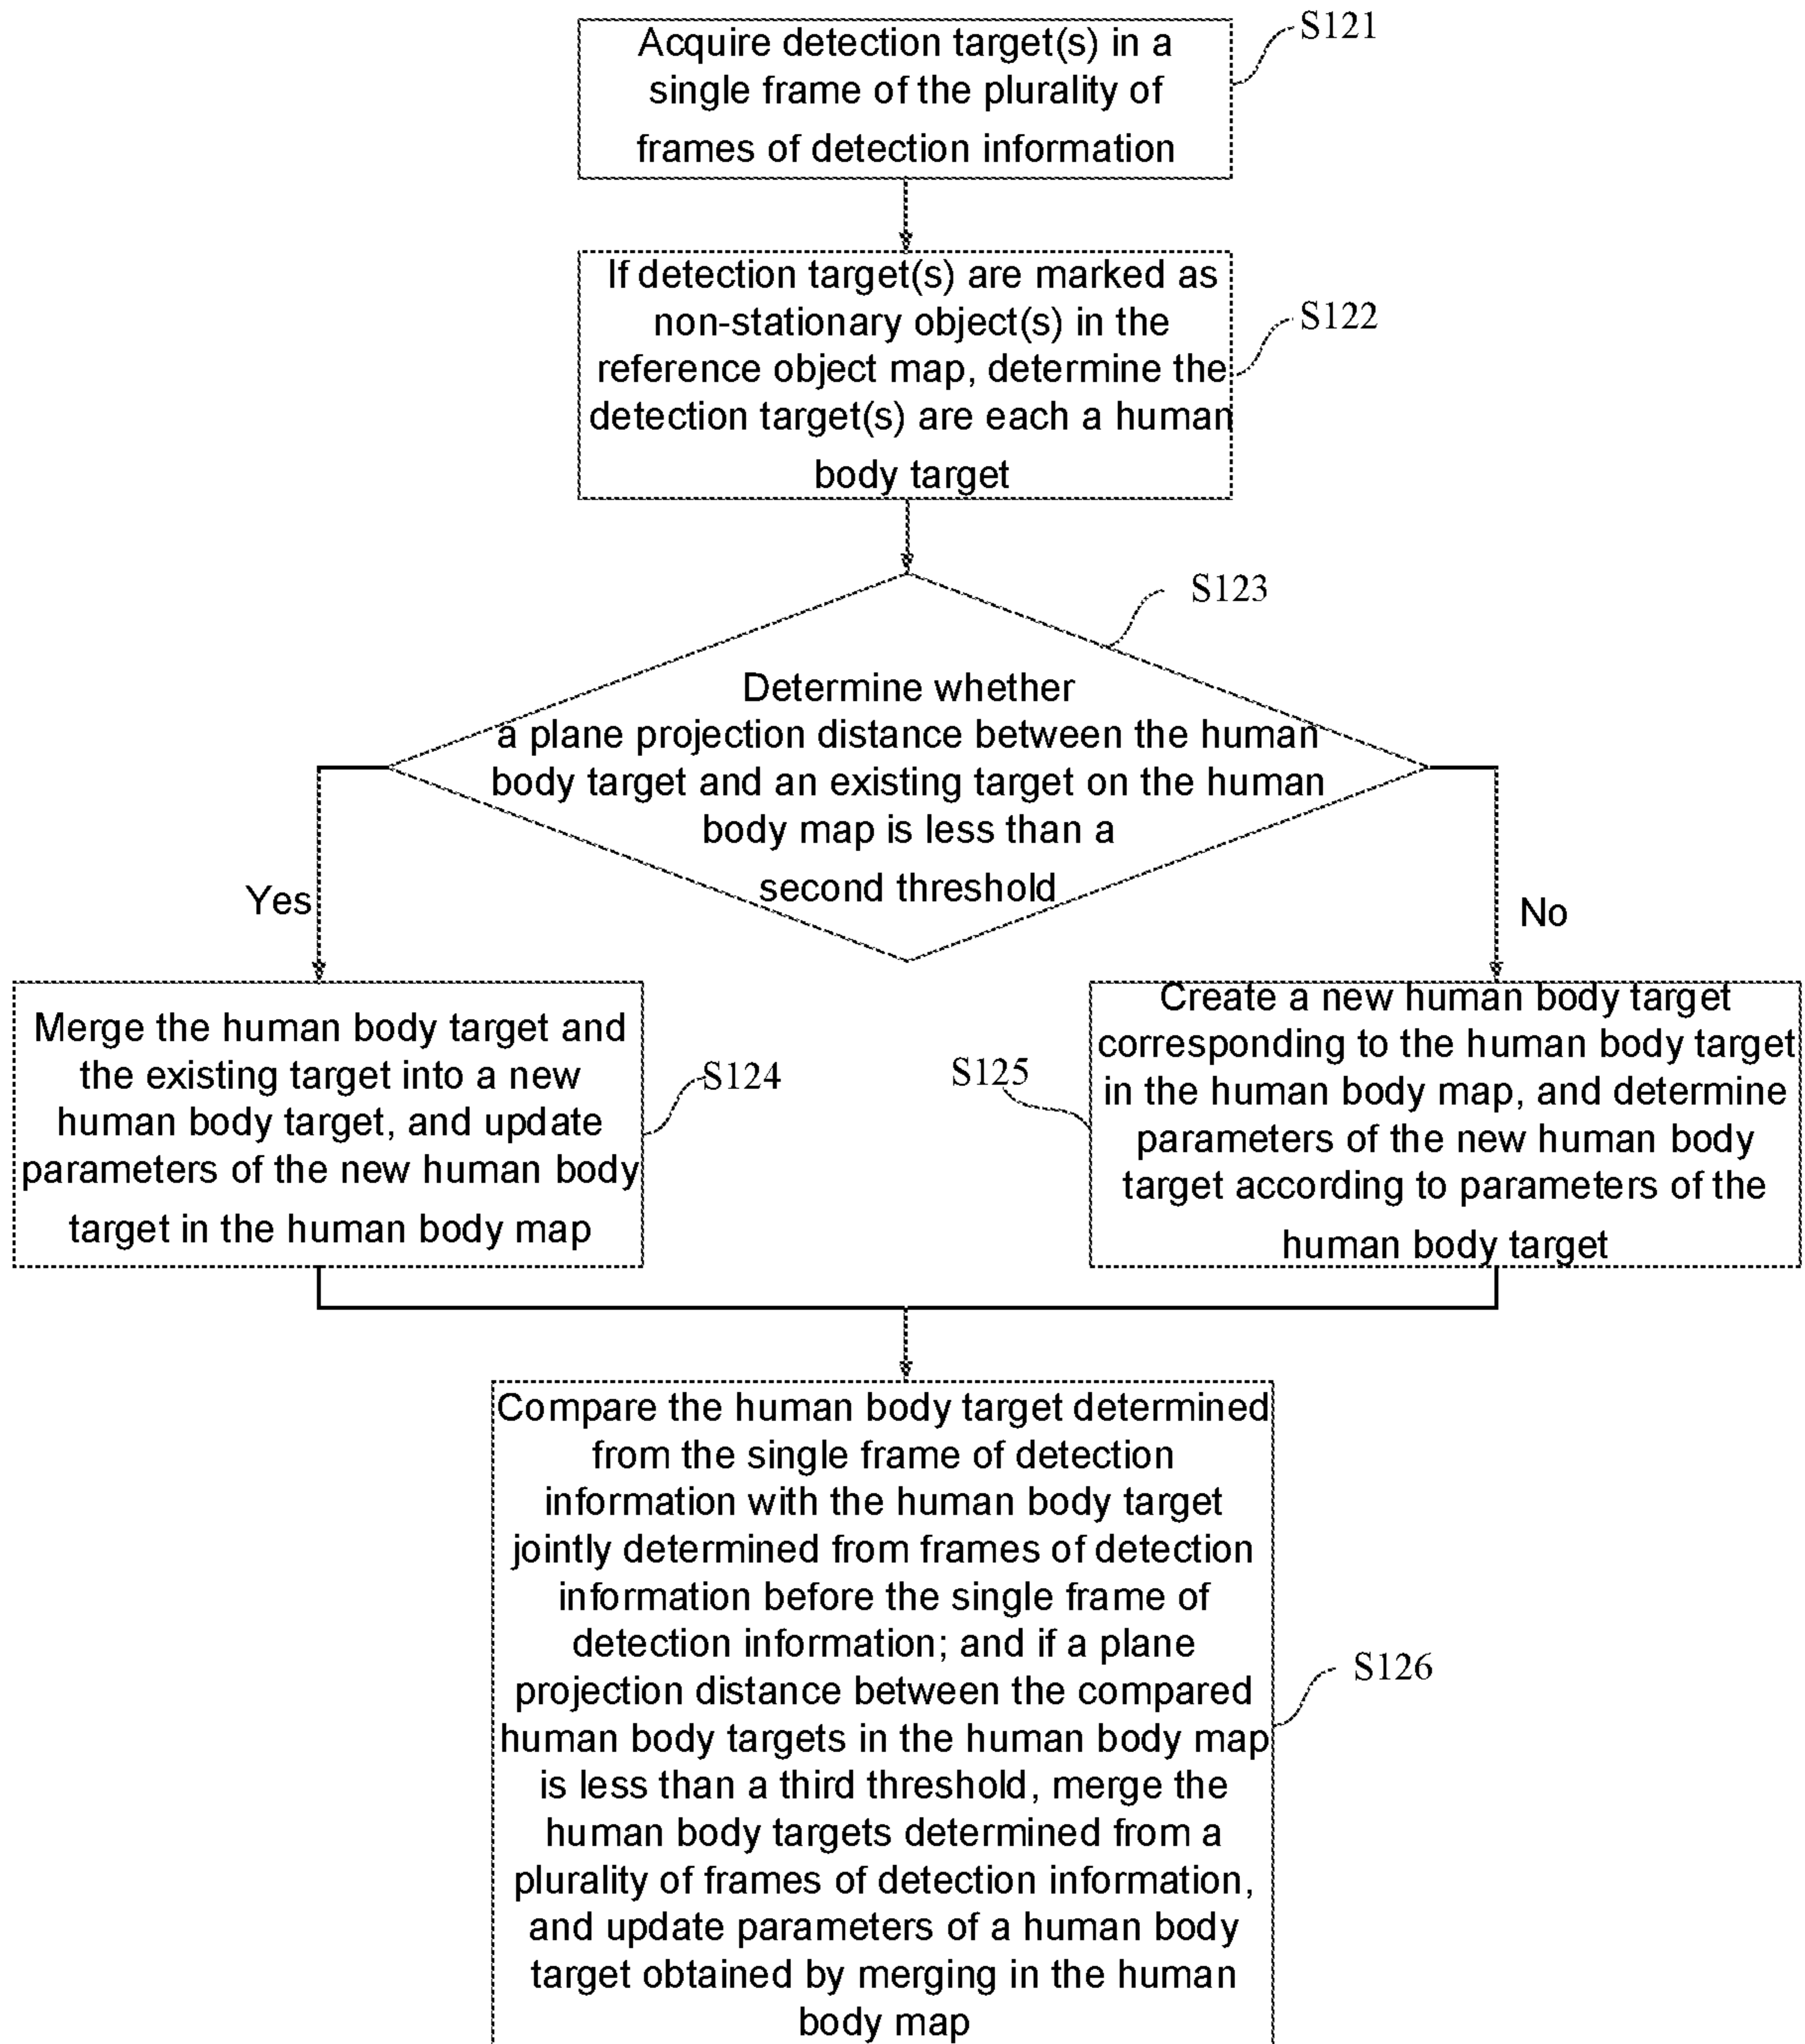 Acquire detection target(s) in a
single frame of the plurality of
frames of detection information
S121
If detection target(s) are marked as
non-stationary object(s) in the
reference object map, determine the
detection target(s) are each a human
body target
S122
S123
Determine whether
a plane projection distance between the human
body target and an existing target on the human
body map is less than a
second threshold
Yes
No
Merge the human body target and
the existing target into a new
human body target, and update
parameters of the new human body
target in the human body map
S124
S125
Create a new human body target
corresponding to the human body target
in the human body map, and determine
parameters of the new human body
target according to parameters of the
human body target
Compare the human body target determined
from the single frame of detection
information with the human body target
jointly determined from frames of detection
information before the single frame of
detection information; and if a plane
projection distance between the compared
human body targets in the human body map
is less than a third threshold, merge the
human body targets determined from a
plurality of frames of detection information,
and update parameters of a human body
target obtained by merging in the human
body map
S126